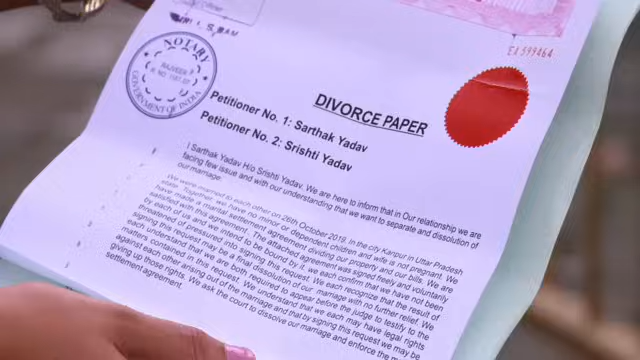 NOTARY
GOVERNMENT OF INDIA
EA 599464
DIVORCE PAPER
Petitioner No. 1: Sarthak Yadav
Petitioner No. 2: Srishti Yadav
I Sarthak Yadav H/o Srishti Yadav. We are here to inform that in Our relationship we are
facing few issue and with our understanding that we want to separate and dissolution of
our marriage.
We were married to each other on 26th October 2019. In the city Kanpur in Uttar Pradesh
state. Together, we have no minor or dependent children and wife is not pregnant. We
have made a marital settlement agreement dividing our property and our bills. We are
satisfied with this agreement. The attached agreement was signed freely and voluntarily
by each of us and we intend to be bound by it. we each confirm that we have not been
threatened of pressured into signing this request. We each recognize that the result of
signing this request may be a final dissolution of our marriage with no further relief. We
each understand that we are both required to appear before the judge to testify to the
matters contained in this request. We understand that we each may have legal rights
against each other arising out of the marriage and that by signing this request we may be
giving up those rights. We ask the court to dissolve our marriage and enforce the
settlement agreement.